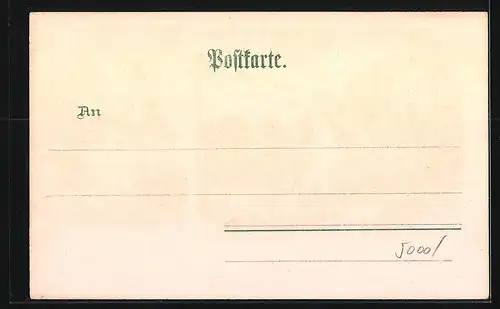 Postkarte.
An
5000/